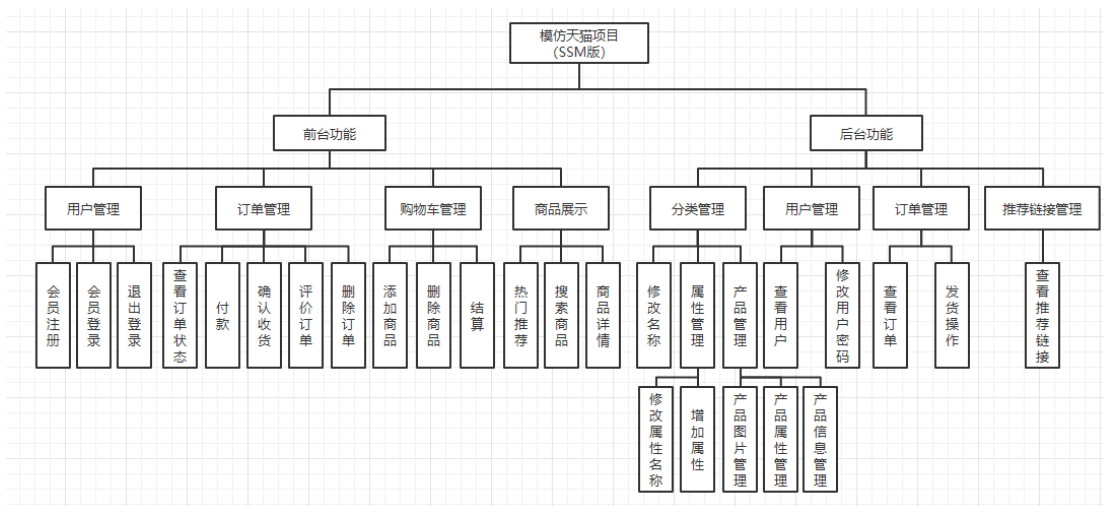 模仿天猫项目
（SSM版）
前台功能
后台功能
用户管理
订单管理
购物车管理
商品展示
分类管理
用户管理
订单管理
推荐链接管理
会员注册
会员登录
退出登录
查看订单状态
付款
确认收货
评价订单
删除订单
添加商品
删除商品
结算
热门推荐
搜索商品
商品详情
修改名称
属性管理
产品管理
查看用户
修改用户密码
查看订单
发货操作
查看推荐链接
修改属性名称
增加属性
产品图片管理
产品属性管理
产品信息管理